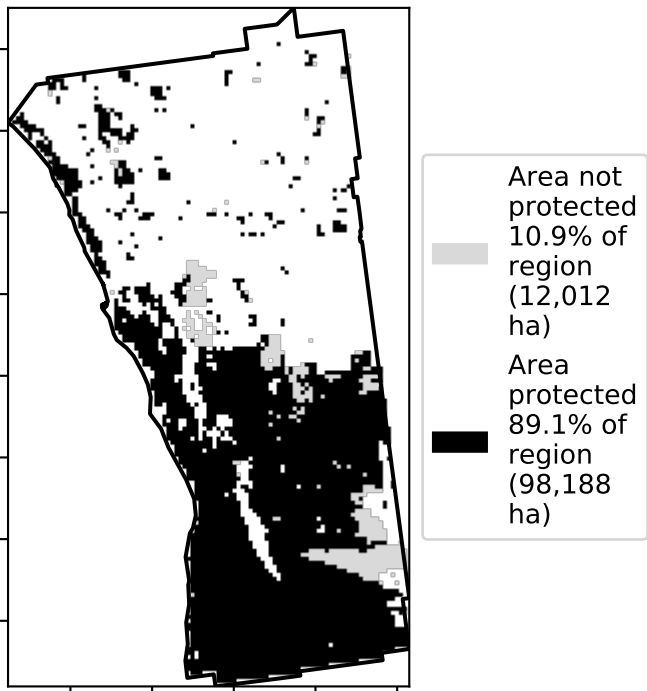 Area not
protected
10.9% of
region
(12,012
ha)
Area
protected
89.1% of
region
(98,188
ha)